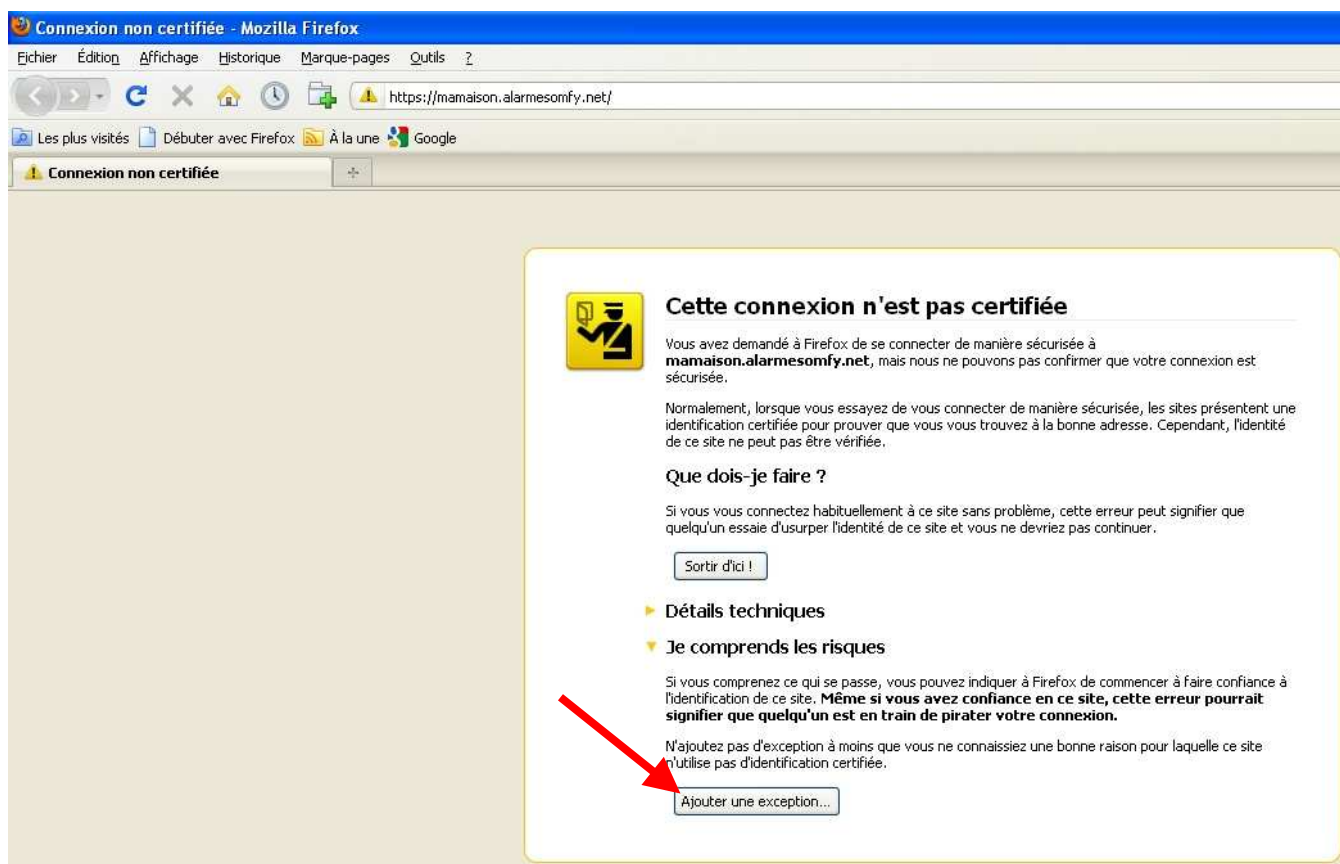 Connexion non certifiée - Mozilla Firefox
Fichier Édition Affichage Historique Marque-pages Outils ?
https://mamaison.alarmesomfy.net/
Les plus visités Débuter avec Firefox À la une Google
Connexion non certifiée
Cette connexion n'est pas certifiée
Vous avez demandé à Firefox de se connecter de manière sécurisée à
mamaison.alarmesomfy.net, mais nous ne pouvons pas confirmer que votre connexion est
sécurisée.
Normalement, lorsque vous essayez de vous connecter de manière sécurisée, les sites présentent une
identification certifiée pour prouver que vous vous trouvez à la bonne adresse. Cependant, l'identité
de ce site ne peut pas être vérifiée.
Que dois-je faire ?
Si vous vous connectez habituellement à ce site sans problème, cette erreur peut signifier que
quelqu'un essaie d'usurper l'identité de ce site et vous ne devriez pas continuer.
Sortir d'ici !
Détails techniques
Je comprends les risques
Si vous comprenez ce qui se passe, vous pouvez indiquer à Firefox de commencer à faire confiance à
l'identification de ce site. Même si vous avez confiance en ce site, cette erreur pourrait
signifier que quelqu'un est en train de pirater votre connexion.
N'ajoutez pas d'exception à moins que vous ne connaissiez une bonne raison pour laquelle ce site
n'utilise pas d'identification certifiée.
Ajouter une exception...